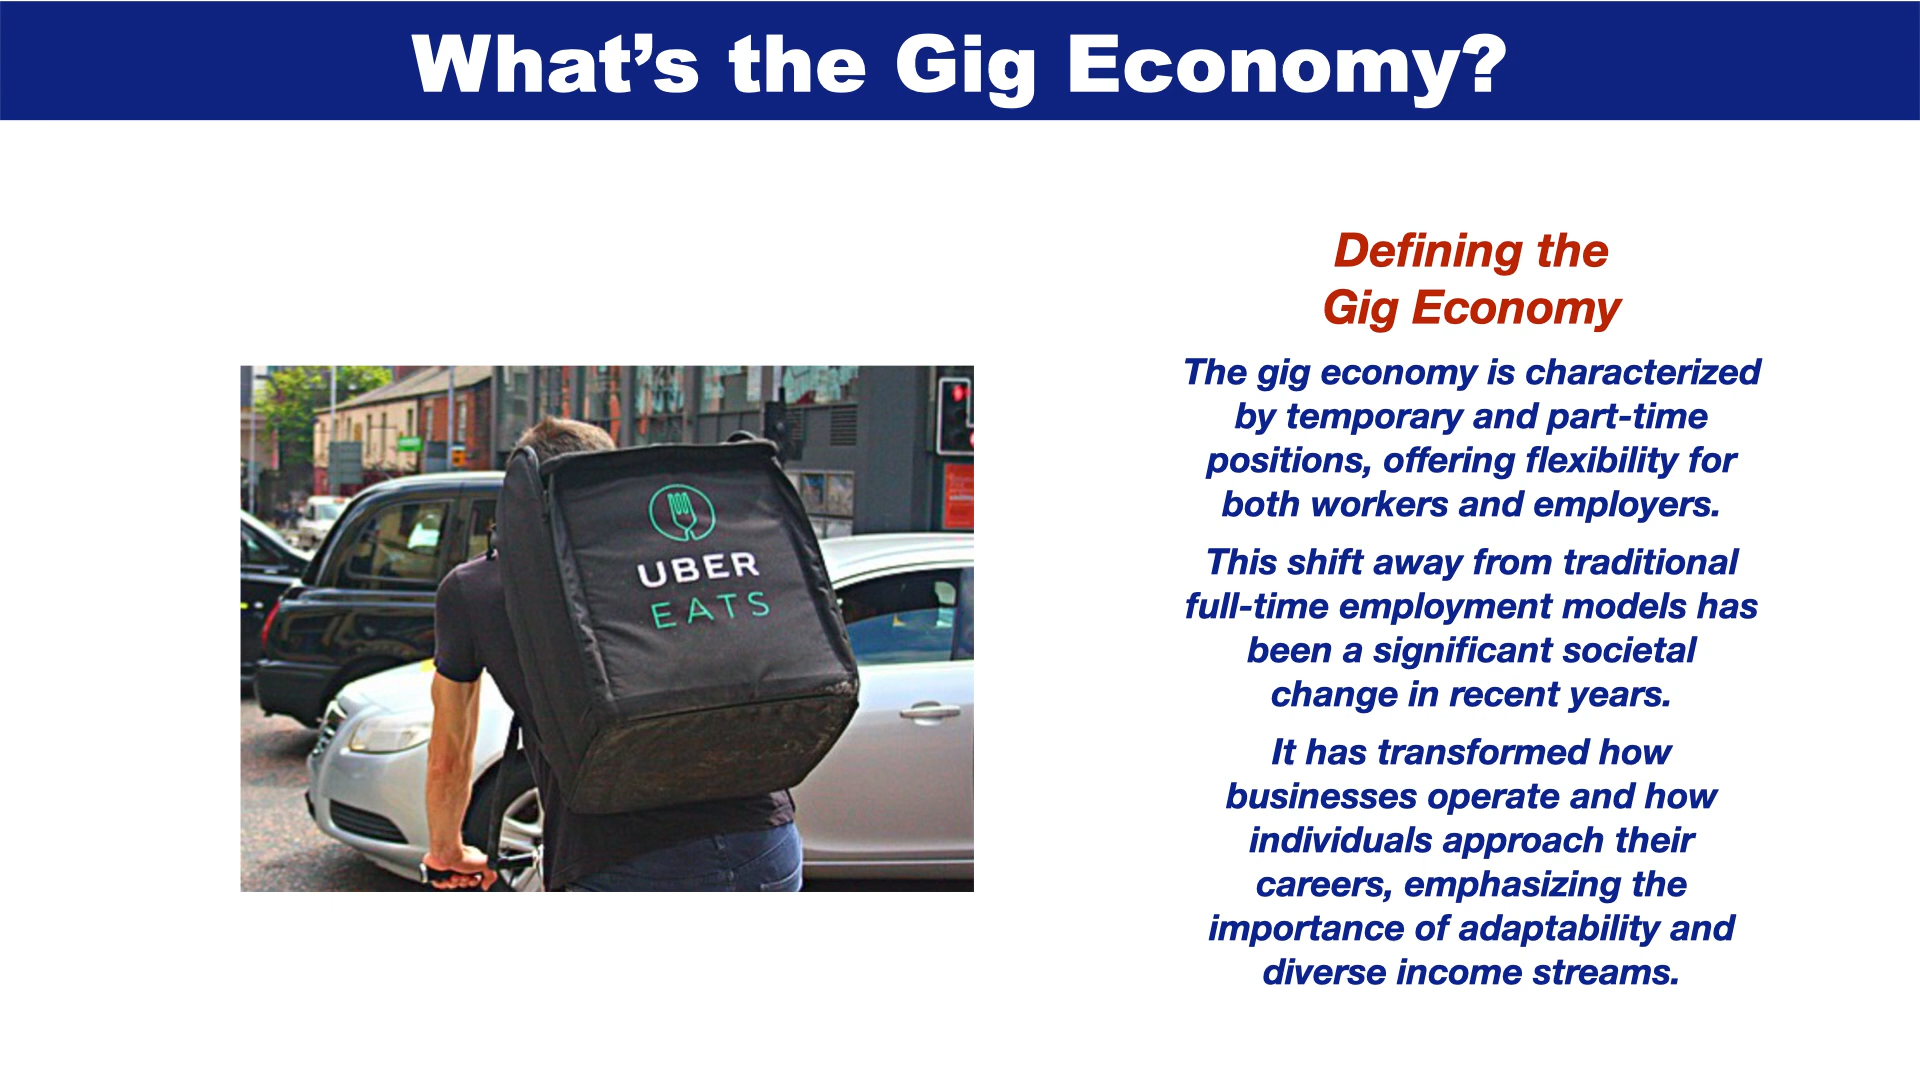 What’s the Gig Economy?
UBER
EATS
Defining the
Gig Economy
The gig economy is characterized
by temporary and part-time
positions, offering flexibility for
both workers and employers.
This shift away from traditional
full-time employment models has
been a significant societal
change in recent years.
It has transformed how
businesses operate and how
individuals approach their
careers, emphasizing the
importance of adaptability and
diverse income streams.